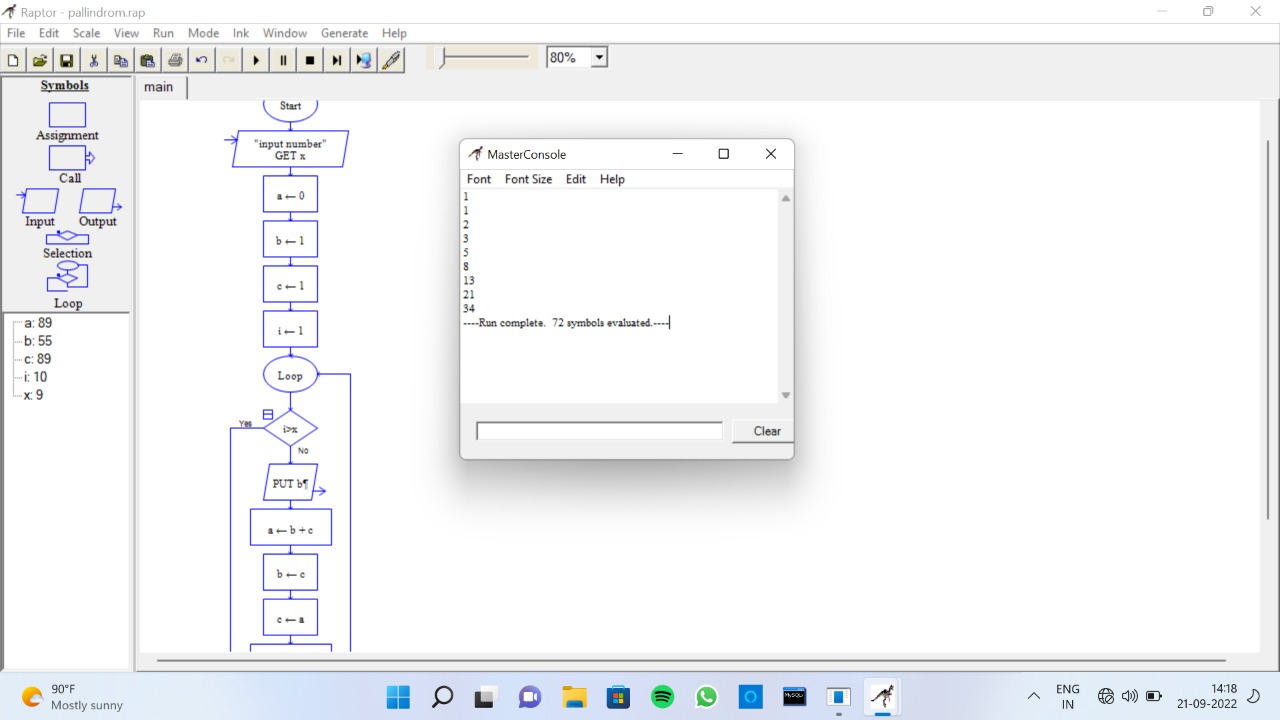 Raptor - pallindrom.rap
File Edit Scale View Run Mode Ink Window Generate Help
80%
Symbols
Assignment
Call
Input Output
Selection
Loop
a: 89
b: 55
c: 89
i: 10
x: 9
main
Start
"input number"
GET x
a ← 0
b ← 1
c ← 1
i ← 1
Loop
i>x
Yes
No
PUT b¶
a ← b + c
b ← c
c ← a
MasterConsole
Font Font Size Edit Help
1
1
2
3
5
8
13
21
34
----Run complete. 72 symbols evaluated.----
Clear
90°F
Mostly sunny
MySQL
ENG
IN
14:18
21-09-2022